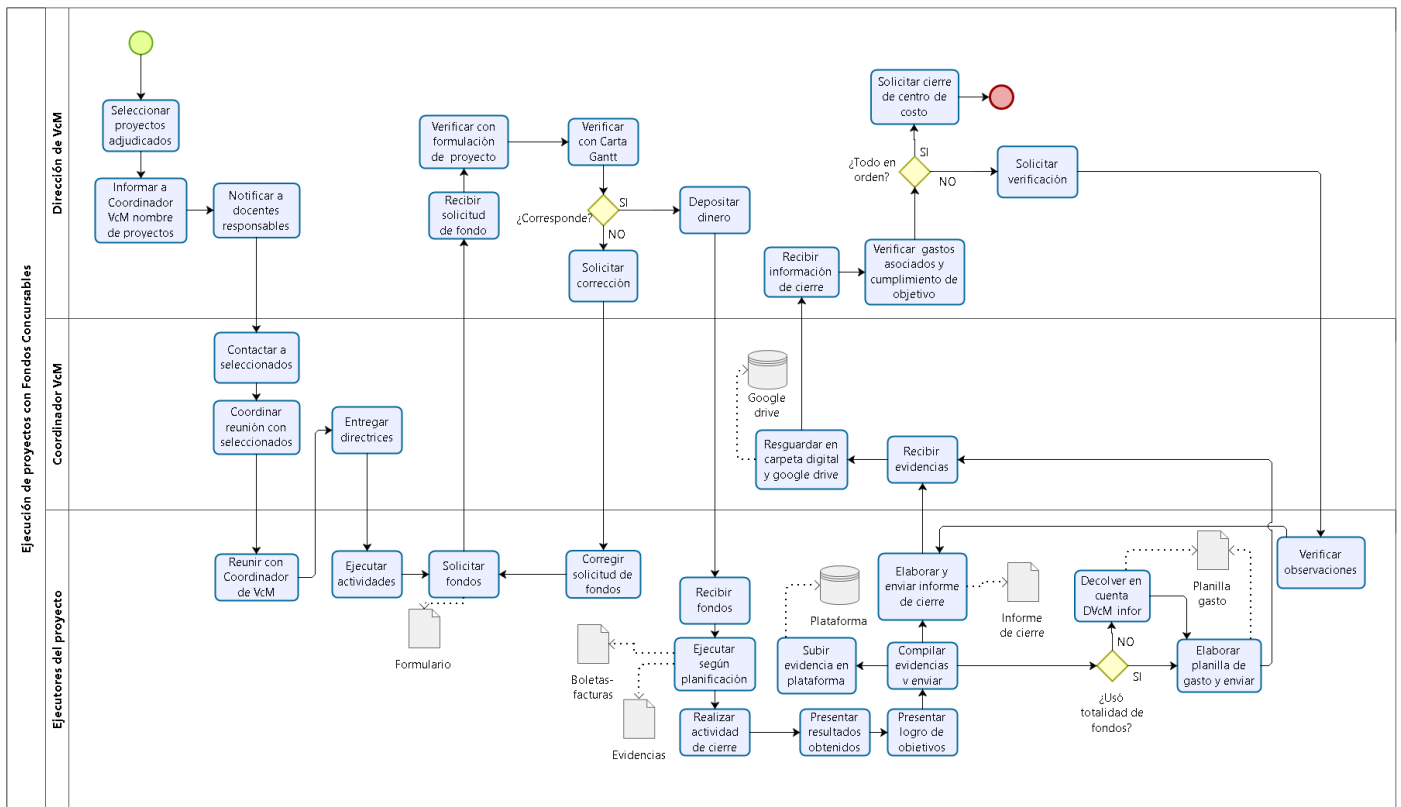 Ejecución de proyectos con Fondos Concursables
Dirección de VcM
Seleccionar
proyectos
adjudicados
Informar a
Coordinador
VcM nombre
de proyectos
Notificar a
docentes
responsables
Verificar con
formulación
de proyecto
Recibir
solicitud
de fondo
Verificar
con Carta
Gantt
¿Corresponde?
SI
NO
Solicitar
corrección
Depositar
dinero
Recibir
información
de cierre
Verificar gastos
asociados y
cumplimiento de
objetivo
¿Todo en
orden?
SI
NO
Solicitar cierre
de centro de
costo
Solicitar
verificación
Coordinador VcM
Contactar a
seleccionados
Coordinar
reunión con
seleccionados
Entregar
directrices
Google
drive
Resguardar en
carpeta digital
y google drive
Recibir
evidencias
Ejecutores del proyecto
Reunir con
Coordinador
de VcM
Ejecutar
actividades
Solicitar
fondos
Formulario
Corregir
solicitud de
fondos
Recibir
fondos
Boletas-
facturas
Ejecutar
según
planificación
Evidencias
Realizar
actividad
de cierre
Presentar
resultados
obtenidos
Presentar
logro de
objetivos
Plataforma
Subir
evidencia en
plataforma
Compilar
evidencias
y enviar
Elaborar y
enviar informe
de cierre
Informe
de cierre
Decolver en
cuenta
DVcM infor
NO
SI
¿Usó
totalidad de
fondos?
Planilla
gasto
Elaborar
planilla de
gasto y enviar
Verificar
observaciones